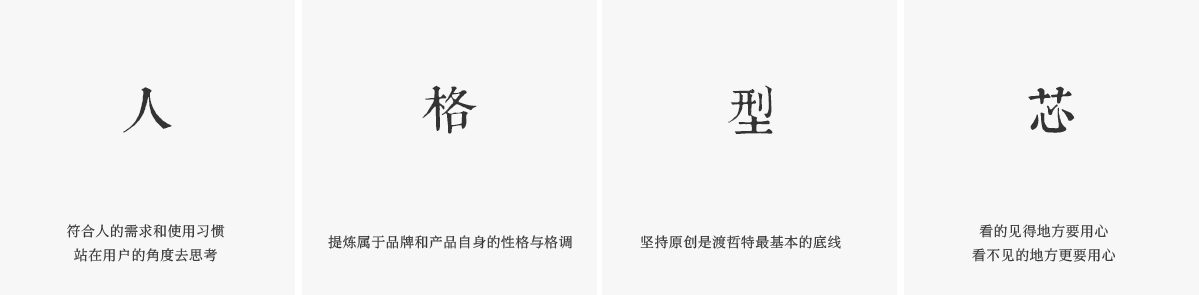 人
符合人的需求和使用习惯
站在用户的角度去思考
格
提炼属于品牌和产品自身的性格与格调
型
坚持原创是渡哲特最基本的底线
芯
看的见得地方要用心
看不见的地方更要用心